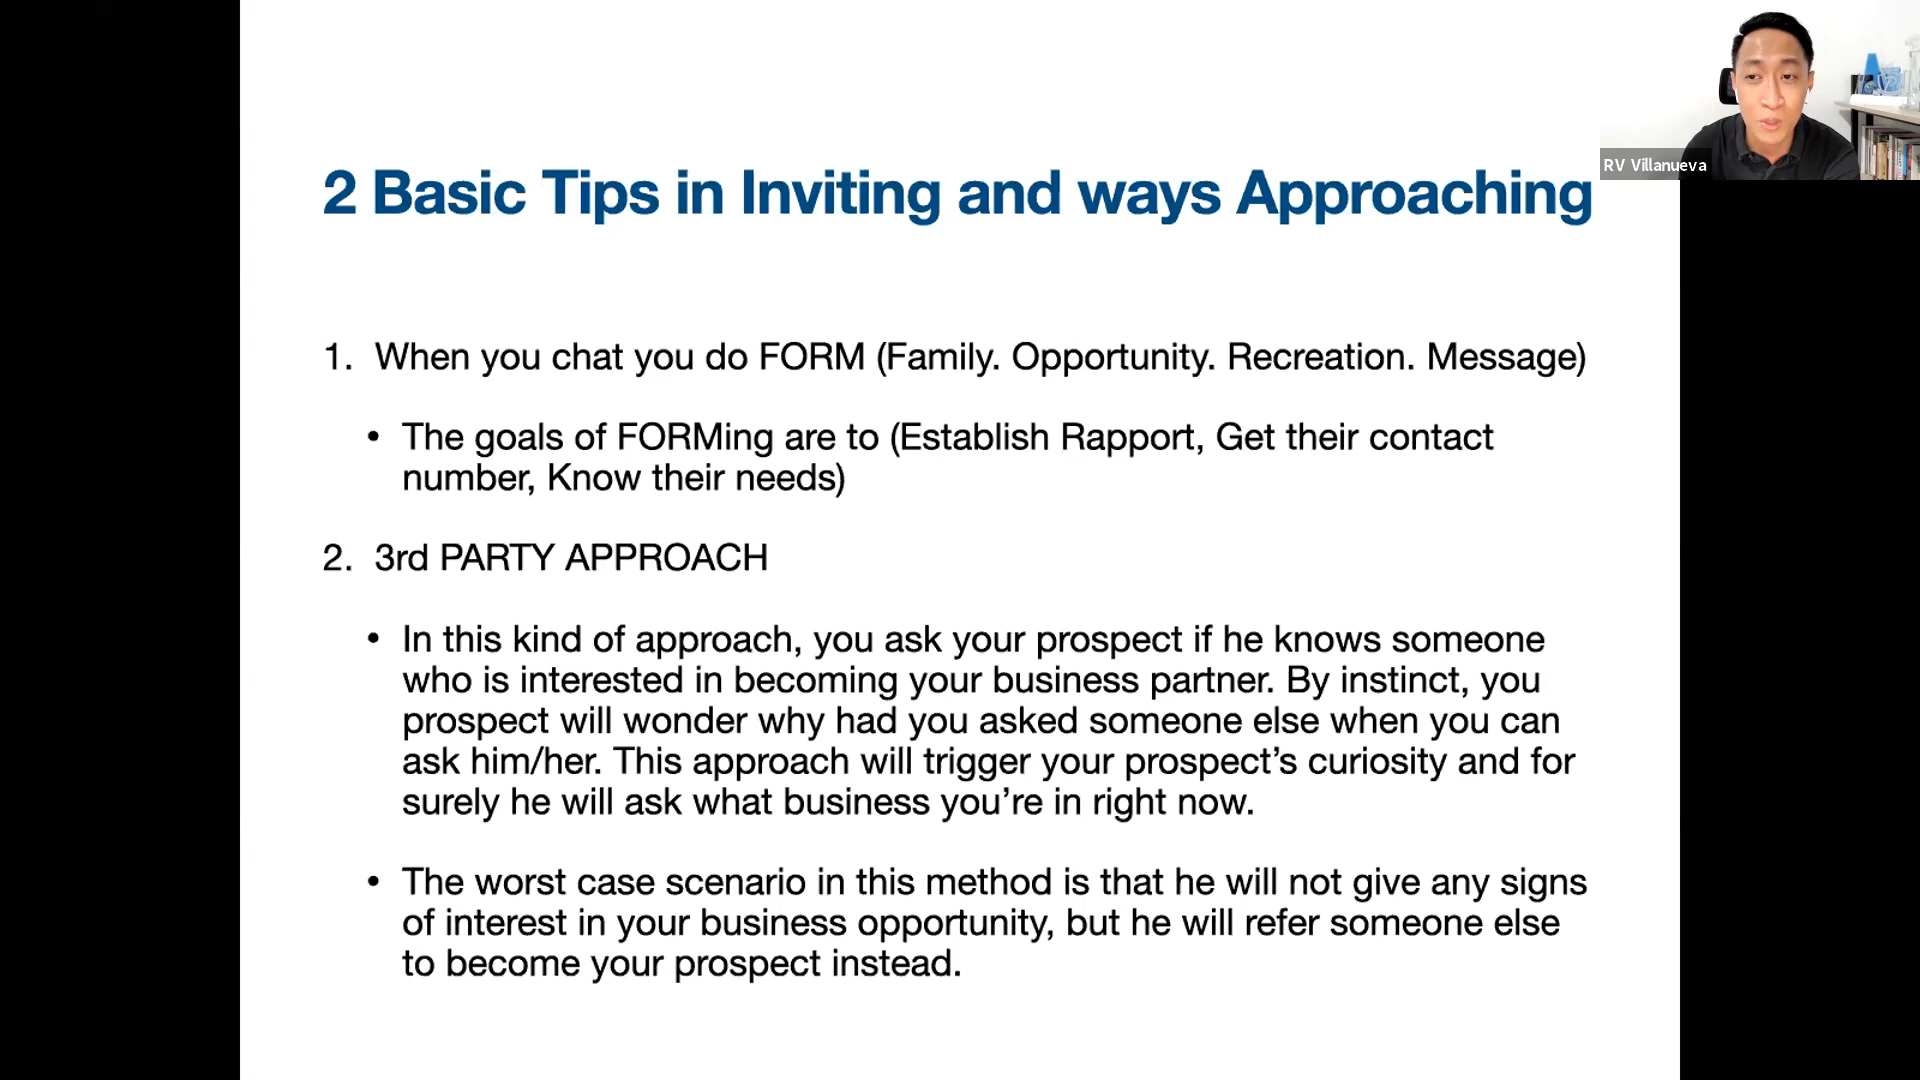 RV Villanueva
2 Basic Tips in Inviting and ways Approaching
1. When you chat you do FORM (Family. Opportunity. Recreation. Message)
• The goals of FORMing are to (Establish Rapport, Get their contact
number, Know their needs)
2. 3rd PARTY APPROACH
• In this kind of approach, you ask your prospect if he knows someone
who is interested in becoming your business partner. By instinct, you
prospect will wonder why had you asked someone else when you can
ask him/her. This approach will trigger your prospect’s curiosity and for
surely he will ask what business you’re in right now.
• The worst case scenario in this method is that he will not give any signs
of interest in your business opportunity, but he will refer someone else
to become your prospect instead.